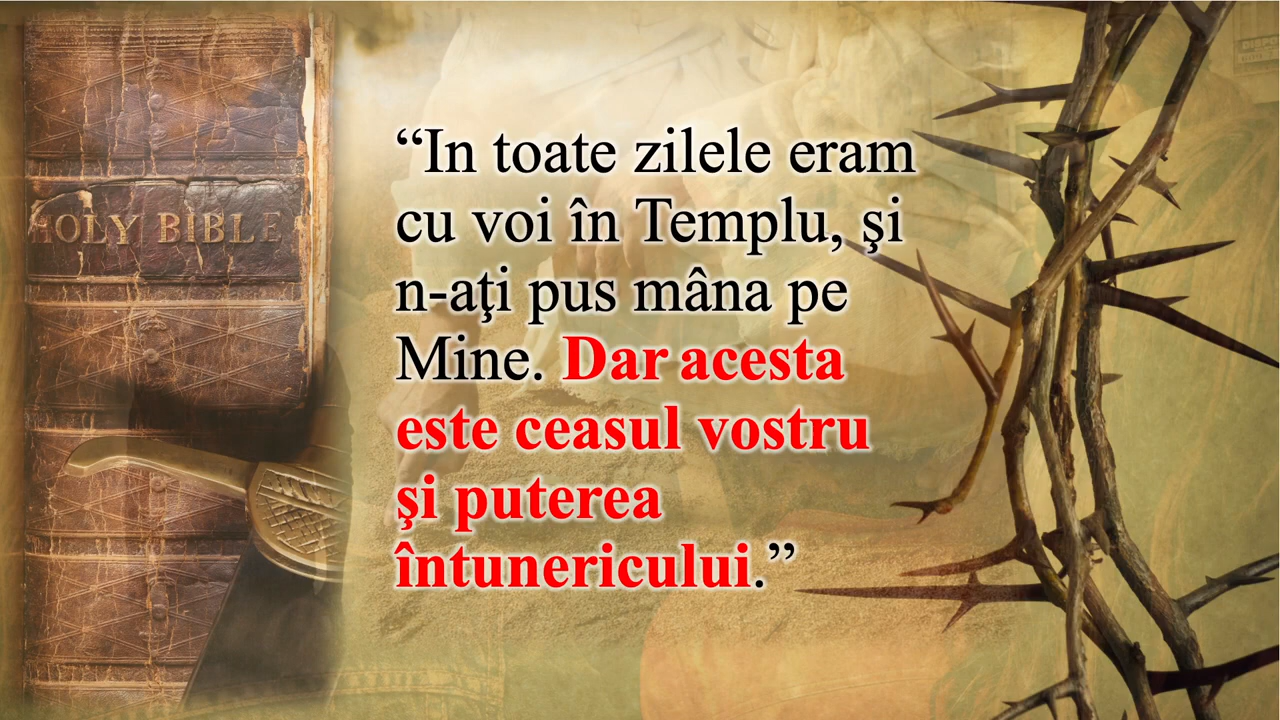 HOLY BIBLE
“In toate zilele eram
cu voi în Templu, şi
n-aţi pus mâna pe
Mine. Dar acesta
este ceasul vostru
şi puterea
întunericului.”